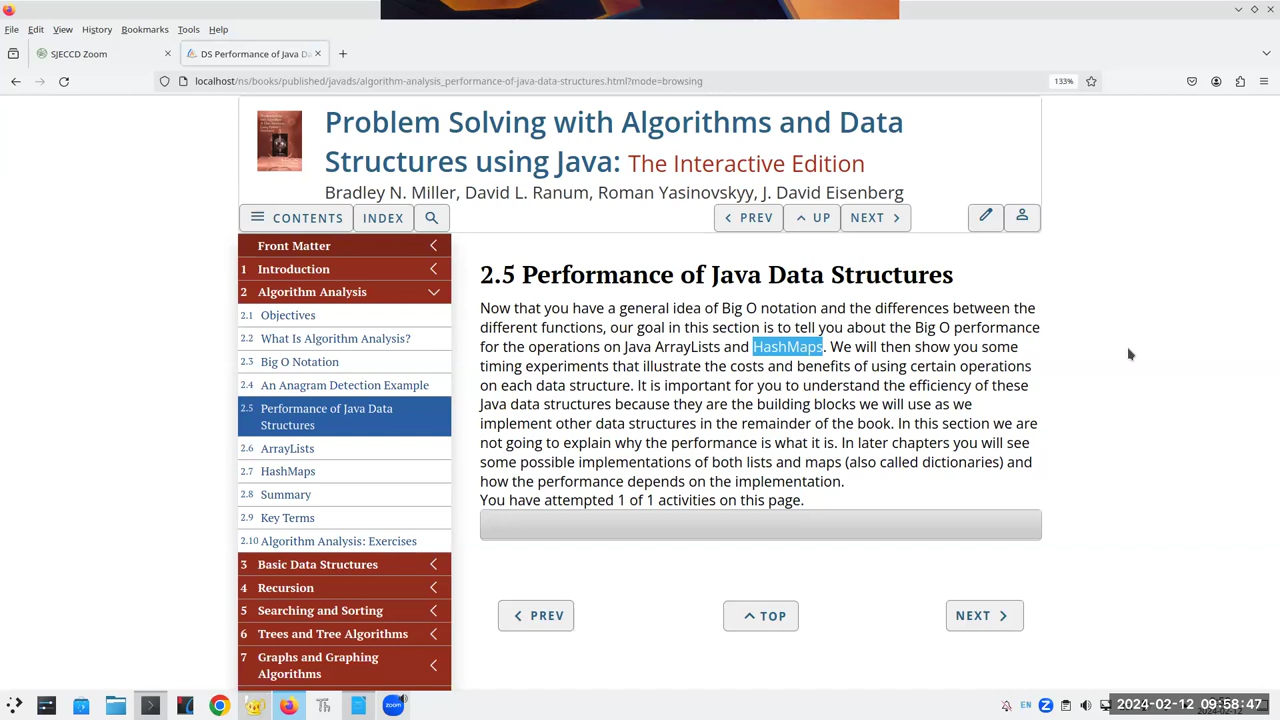 File Edit View History Bookmarks Tools Help
SJECCD Zoom
DS Performance of Java Da
localhost/ns/books/published/javads/algorithm-analysis_performance-of-java-data-structures.html?mode=browsing
133%
Problem Solving with Algorithms and Data
Structures using Java: The Interactive Edition
Bradley N. Miller, David L. Ranum, Roman Yasinovskyy, J. David Eisenberg
CONTENTS INDEX PREV UP NEXT
Front Matter
1 Introduction
2 Algorithm Analysis
2.1 Objectives
2.2 What Is Algorithm Analysis?
2.3 Big O Notation
2.4 An Anagram Detection Example
2.5 Performance of Java Data
Structures
2.6 ArrayLists
2.7 HashMaps
2.8 Summary
2.9 Key Terms
2.10 Algorithm Analysis: Exercises
3 Basic Data Structures
4 Recursion
5 Searching and Sorting
6 Trees and Tree Algorithms
7 Graphs and Graphing
Algorithms
2.5 Performance of Java Data Structures
Now that you have a general idea of Big O notation and the differences between the
different functions, our goal in this section is to tell you about the Big O performance
for the operations on Java ArrayLists and HashMaps. We will then show you some
timing experiments that illustrate the costs and benefits of using certain operations
on each data structure. It is important for you to understand the efficiency of these
Java data structures because they are the building blocks we will use as we
implement other data structures in the remainder of the book. In this section we are
not going to explain why the performance is what it is. In later chapters you will see
some possible implementations of both lists and maps (also called dictionaries) and
how the performance depends on the implementation.
You have attempted 1 of 1 activities on this page.
PREV TOP NEXT
Th
zoom
EN
Z
2024-02-12 09:58:47